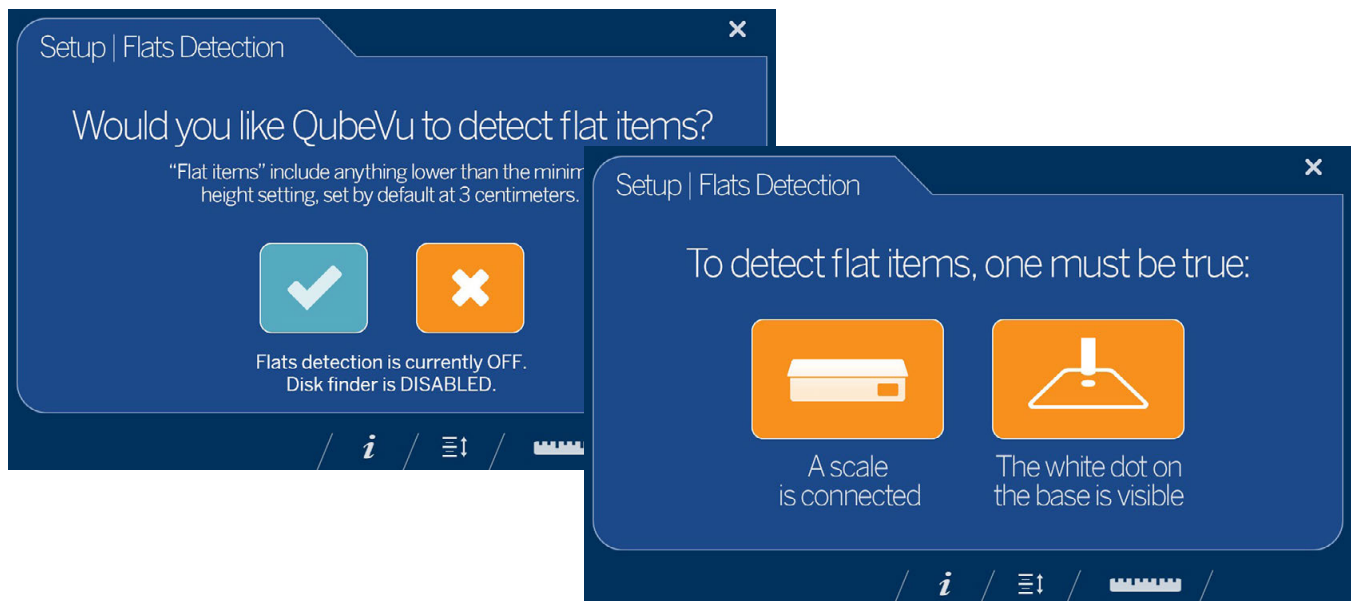 Setup | Flats Detection
Would you like QubeVu to detect flat items?
"Flat items" include anything lower than the
height setting, set by default at 3 centimeters.
Flats detection is currently OFF.
Disk finder is DISABLED.
i
Setup | Flats Detection
To detect flat items, one must be true:
A scale
is connected
The white dot on
the base is visible
i